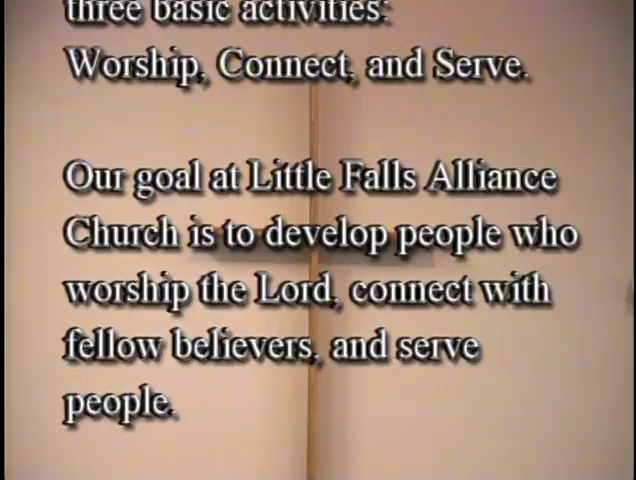 three basic activities:
Worship, Connect, and Serve.
Our goal at Little Falls Alliance
Church is to develop people who
worship the Lord, connect with
fellow believers, and serve
people.